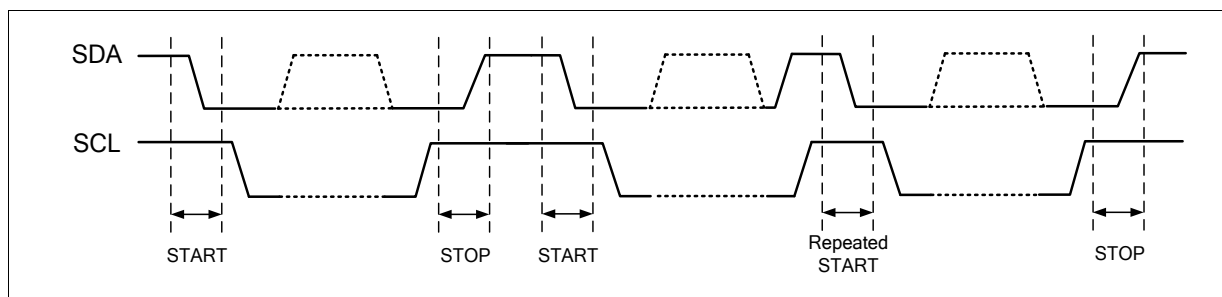 SDA
SCL
START
STOP
START
Repeated
START
STOP